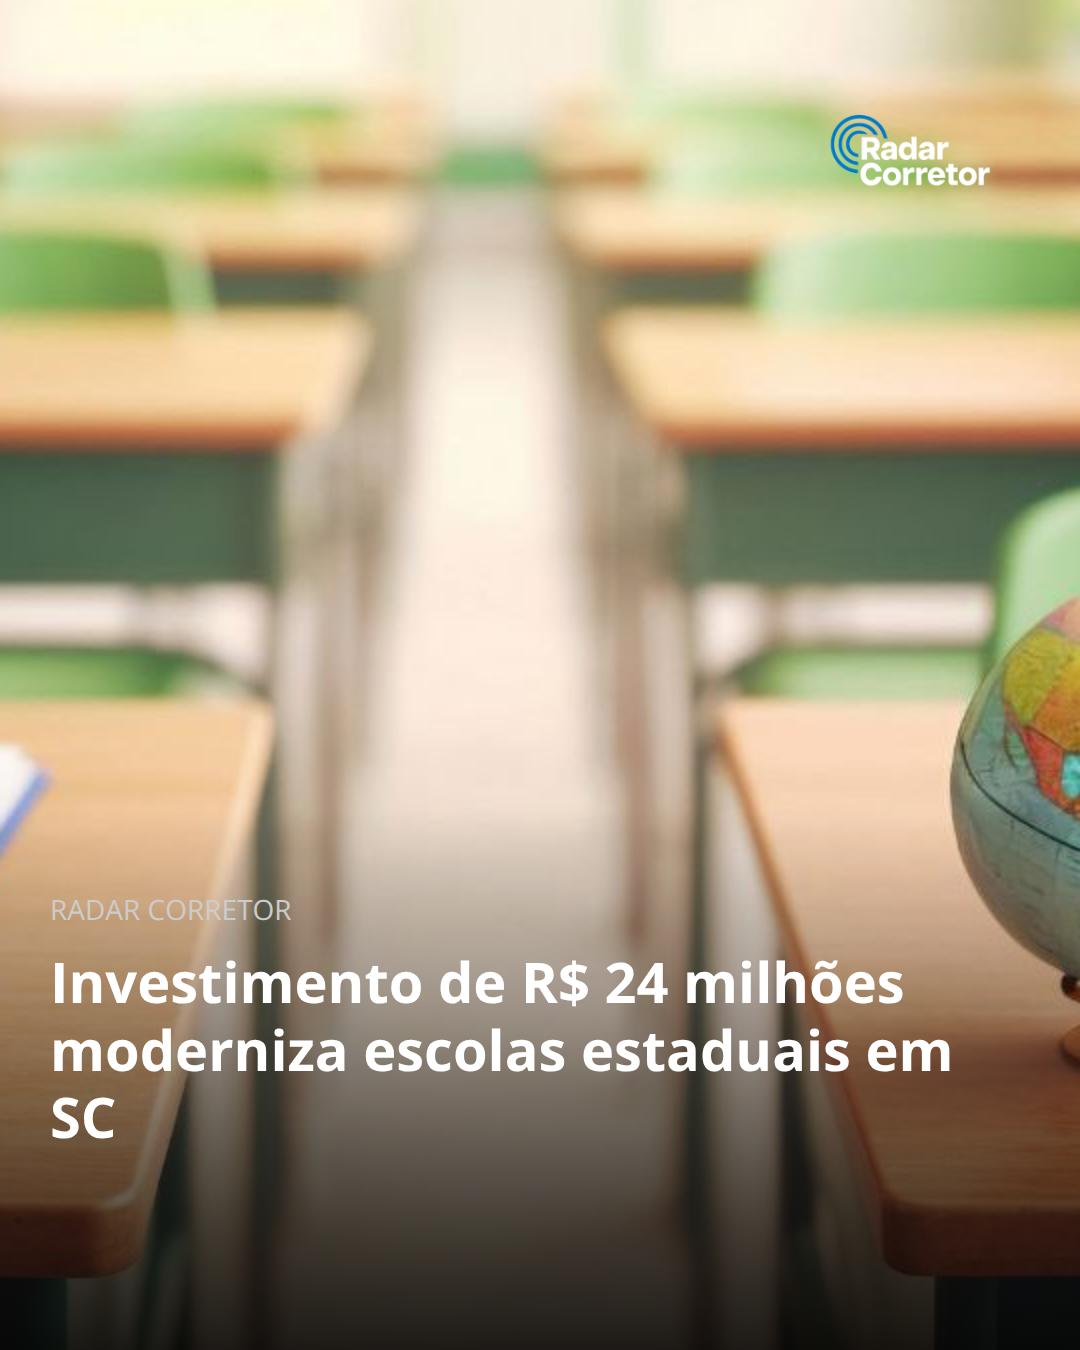 Radar
Corretor
RADAR CORRETOR
Investimento de R$ 24 milhões
moderniza escolas estaduais em
SC